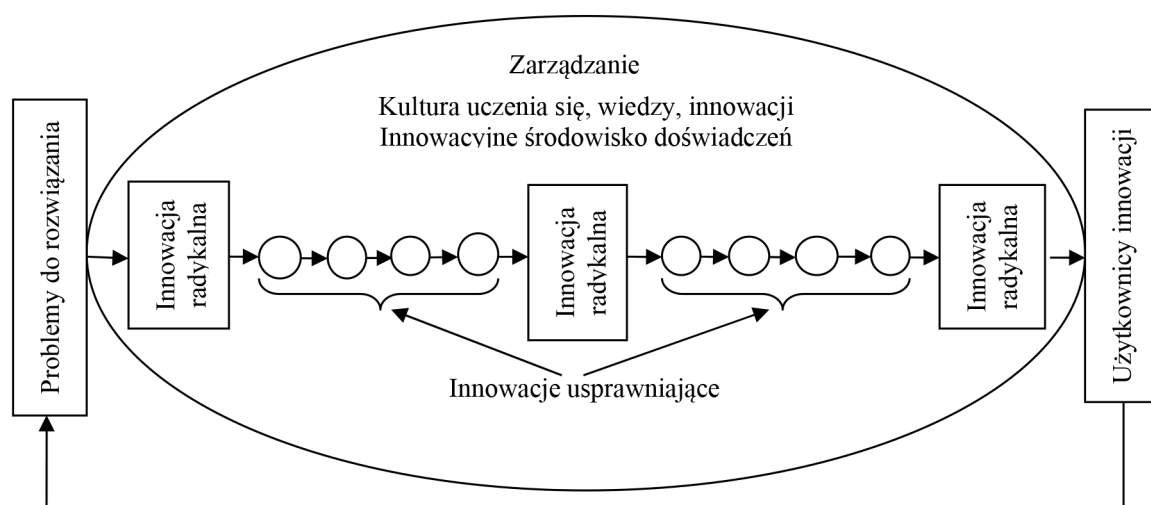 Zarządzanie
Kultura uczenia się, wiedzy, innowacji
Innowacyjne środowisko doświadczeń
Problemy do rozwiązania
Innowacja
radykalna
Innowacja
radykalna
Innowacja
radykalna
Użytkownicy innowacji
Innowacje usprawniające